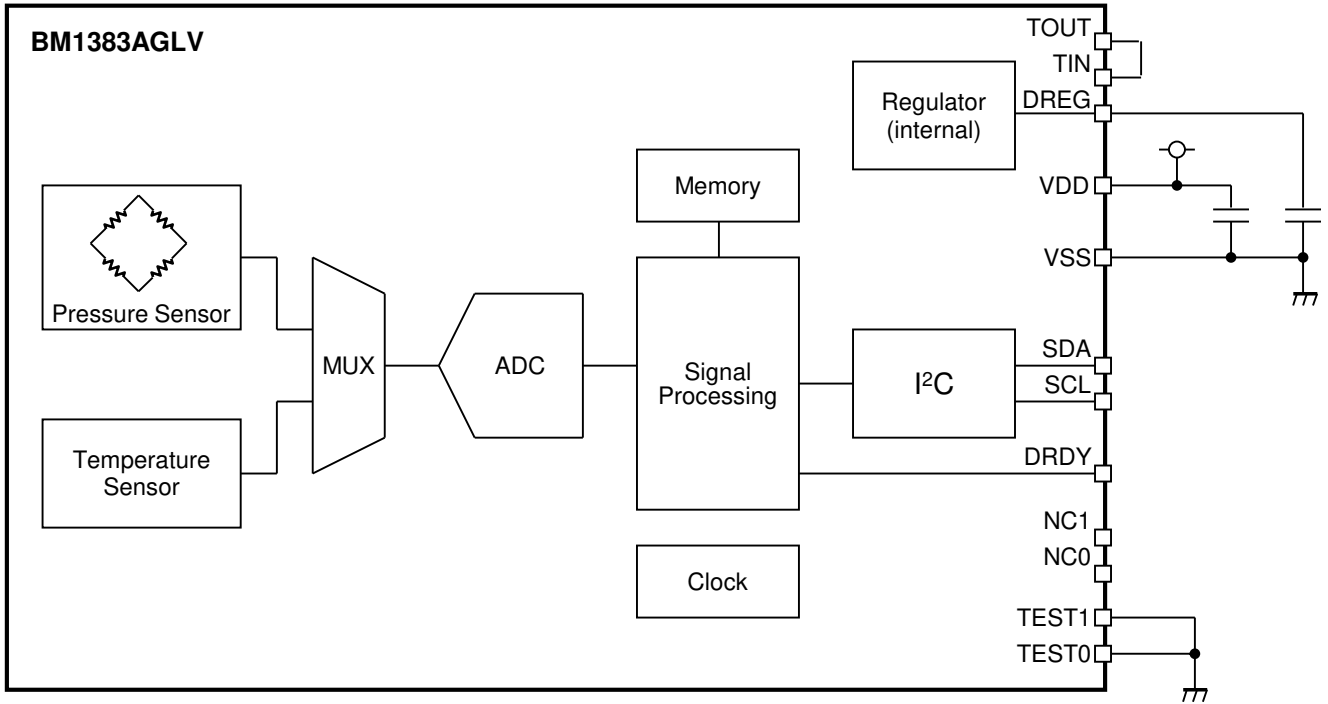 BM1383AGLV
TOUT
TIN
DREG
Regulator
(internal)
VDD
Memory
VSS
Pressure Sensor
MUX
ADC
Signal
Processing
I²C
SDA
SCL
Temperature
Sensor
DRDY
NC1
NC0
Clock
TEST1
TEST0